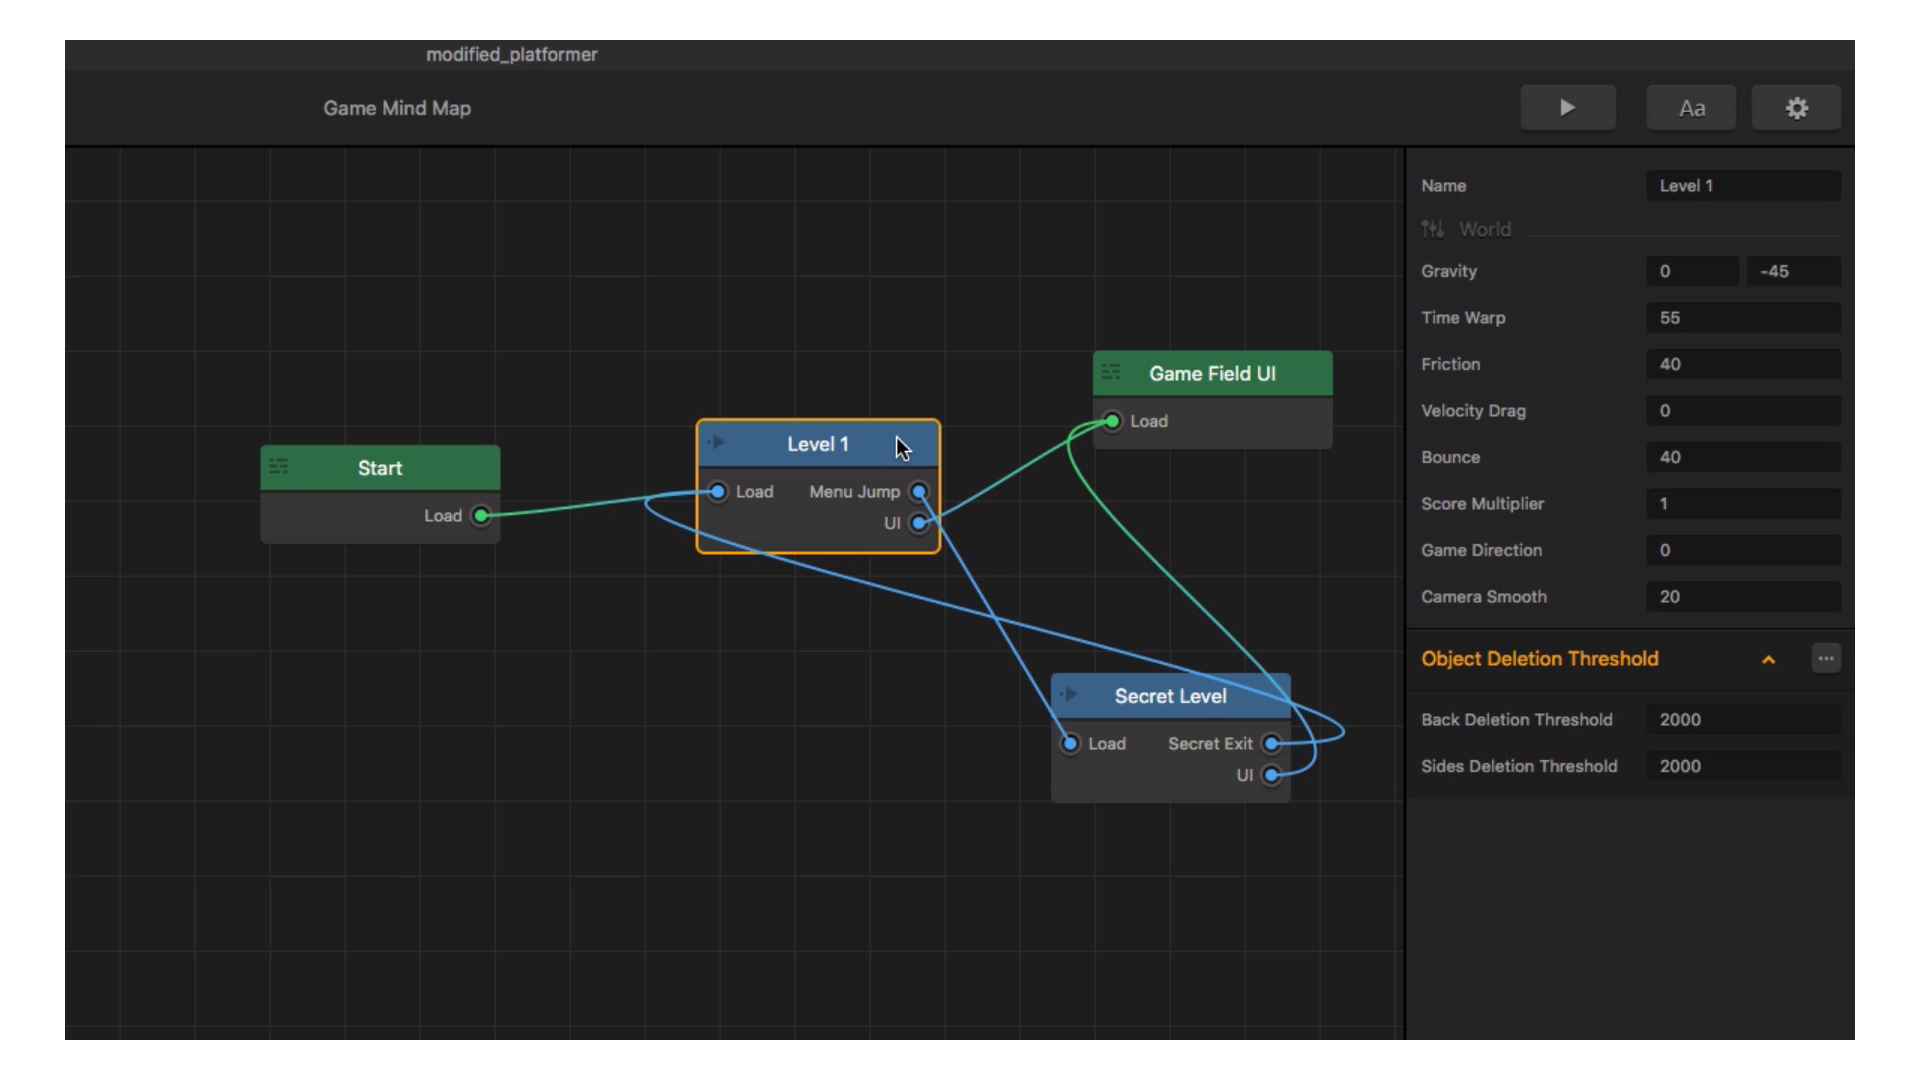 modified_platformer
Game Mind Map
Aa
Name Level 1
World
Gravity 0 -45
Time Warp 55
Friction 40
Velocity Drag 0
Bounce 40
Score Multiplier 1
Game Direction 0
Camera Smooth 20
Object Deletion Threshold
Back Deletion Threshold 2000
Sides Deletion Threshold 2000
Start
Load
Level 1
Load Menu Jump
UI
Game Field UI
Load
Secret Level
Load Secret Exit
UI